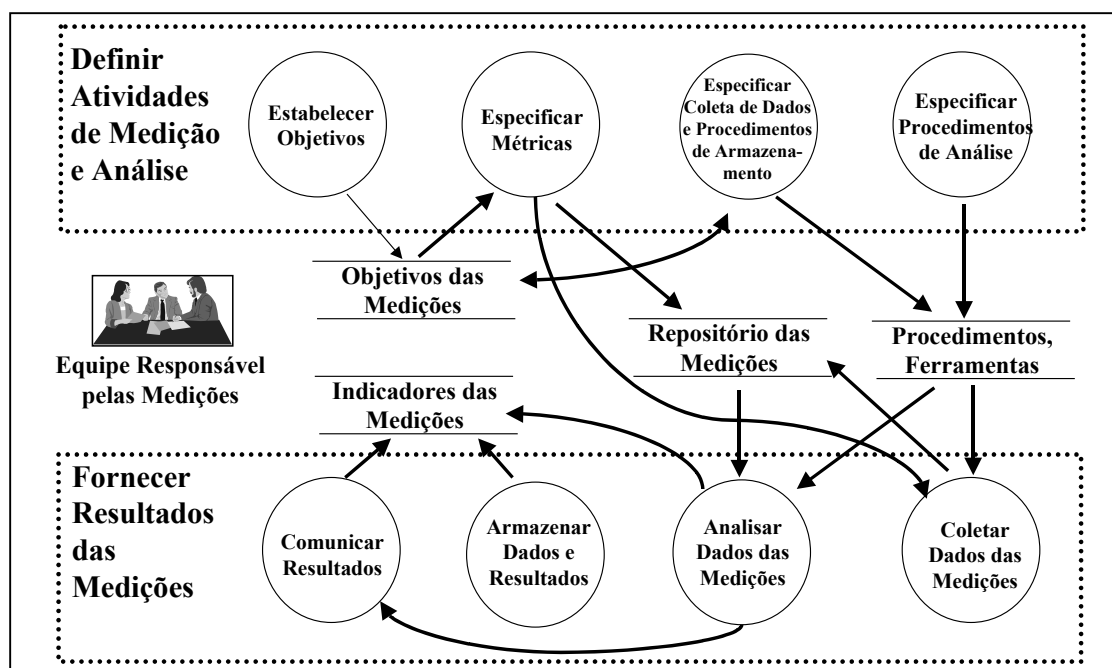 Definir
Atividades
de Medição
e Análise
Estabelecer
Objetivos
Especificar
Métricas
Especificar
Coleta de Dados
e Procedimentos
de Armazena-
mento
Especificar
Procedimentos
de Análise
Objetivos das
Medições
Repositório das
Medições
Procedimentos,
Ferramentas
Equipe Responsável
pelas Medições
Indicadores das
Medições
Fornecer
Resultados
das
Medições
Comunicar
Resultados
Armazenar
Dados e
Resultados
Analisar
Dados das
Medições
Coletar
Dados das
Medições